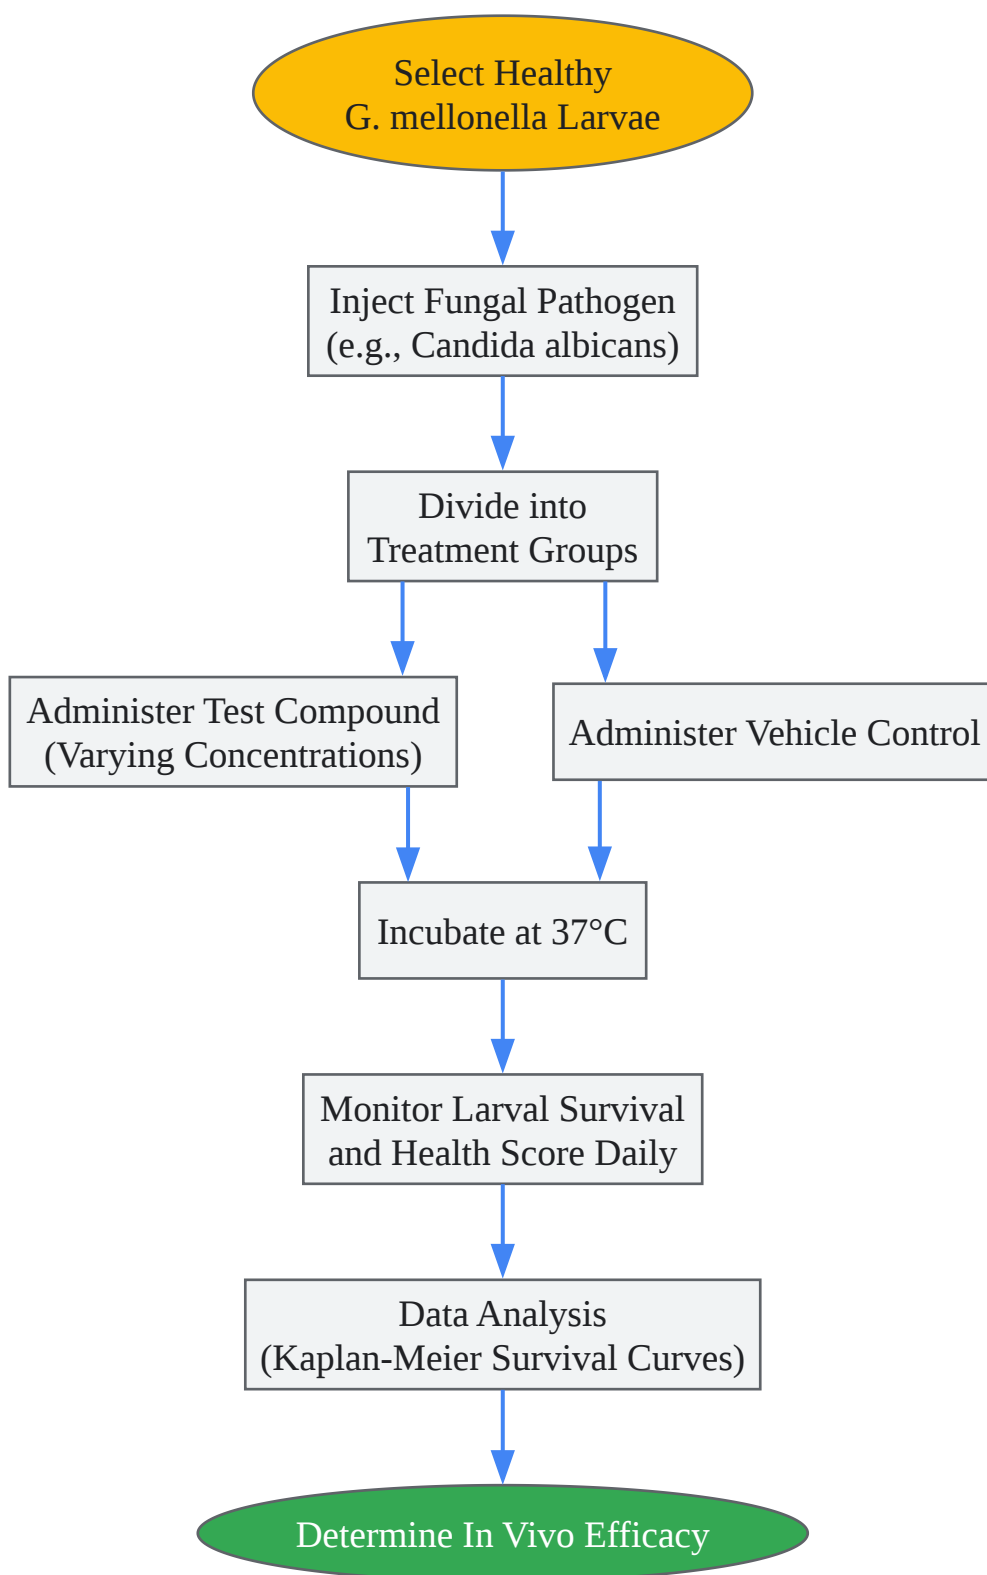 Select Healthy
G. mellonella Larvae
Inject Fungal Pathogen
(e.g., Candida albicans)
Divide into
Treatment Groups
Administer Test Compound
(Varying Concentrations)
Administer Vehicle Control
Incubate at 37°C
Monitor Larval Survival
and Health Score Daily
Data Analysis
(Kaplan-Meier Survival Curves)
Determine In Vivo Efficacy